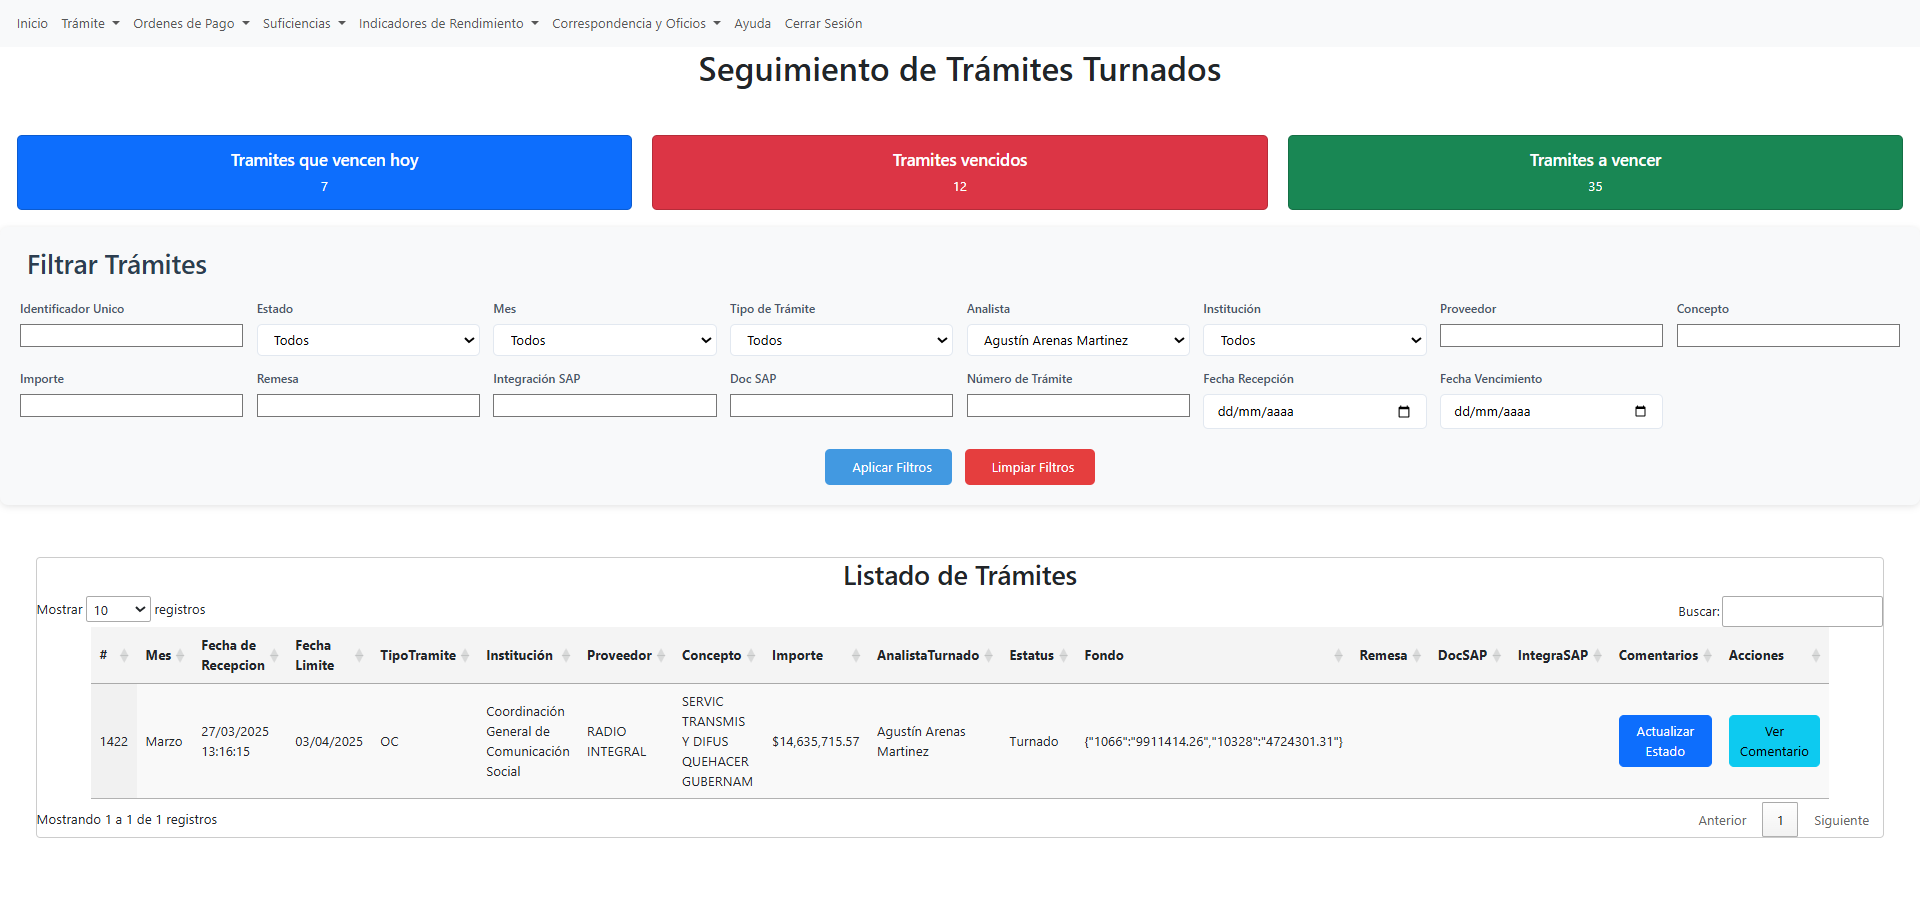 Inicio Trámite Ordenes de Pago Suficiencias Indicadores de Rendimiento Correspondencia y Oficios Ayuda Cerrar Sesión
Seguimiento de Trámites Turnados
Tramites que vencen hoy
7
Tramites vencidos
12
Tramites a vencer
35
Filtrar Trámites
Identificador Unico Estado Mes Tipo de Trámite Analista Institución Proveedor Concepto
Todos Todos Todos Agustín Arenas Martinez Todos
Importe Remesa Integración SAP Doc SAP Número de Trámite Fecha Recepción Fecha Vencimiento
dd/mm/aaaa dd/mm/aaaa
Aplicar Filtros Limpiar Filtros
Listado de Trámites
Mostrar 10 registros Buscar:
# Mes Fecha de Recepcion Fecha Limite TipoTramite Institución Proveedor Concepto Importe AnalistaTurnado Estatus Fondo Remesa DocSAP IntegraSAP Comentarios Acciones
1422 Marzo
27/03/2025
13:16:15
03/04/2025 OC
Coordinación
General de
Comunicación
Social
RADIO
INTEGRAL
SERVIC
TRANSMIS
Y DIFUS
QUEHACER
GUBERNAM
$14,635,715.57
Agustín Arenas
Martinez
Turnado {"1066":"9911414.26","10328":"4724301.31"}
Actualizar
Estado
Ver
Comentario
Mostrando 1 a 1 de 1 registros Anterior 1 Siguiente